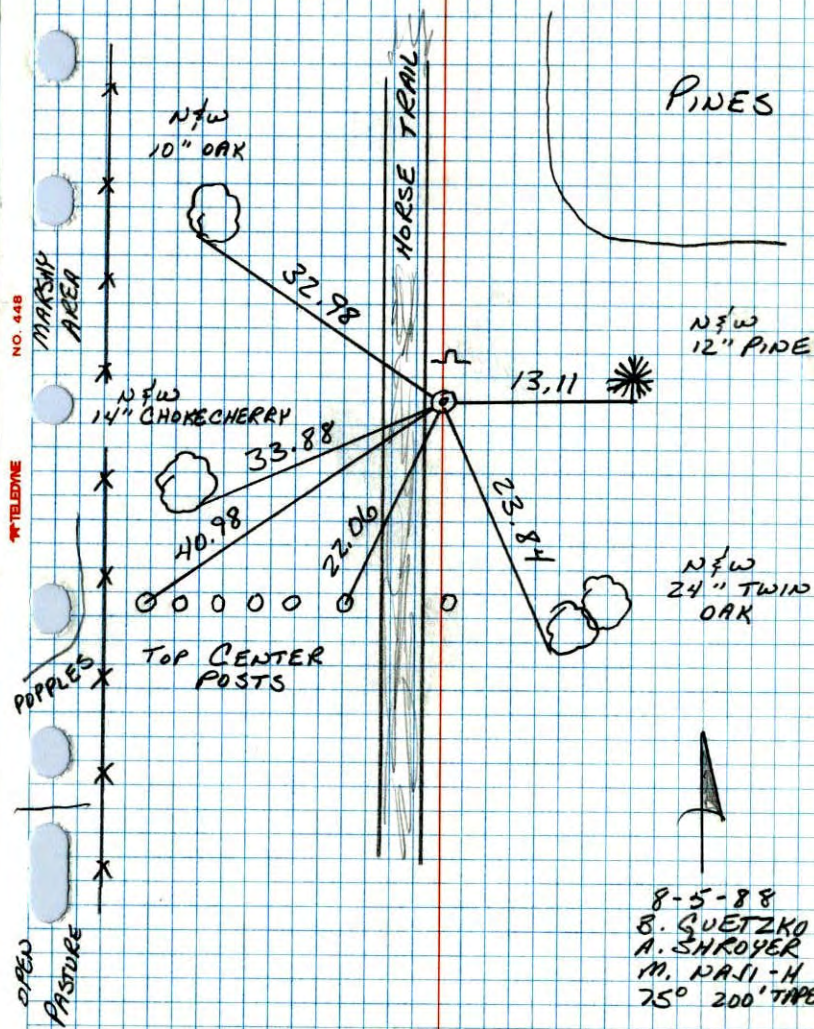 PINES
N & W
10" OAK
HORSE TRAIL
NO. 448
MARSHY
AREA
32.98
N & W
12" PINE
13.11
N & W
14" CHOKECHERRY
33.88
TELEDYNE
40.98
22.06
23.84
N & W
24" TWIN
OAK
TOP CENTER
POSTS
POPPLES
OPEN
PASTURE
8-5-88
B. GUETZKO
A. SHROYER
M.
75° 200' TAPE